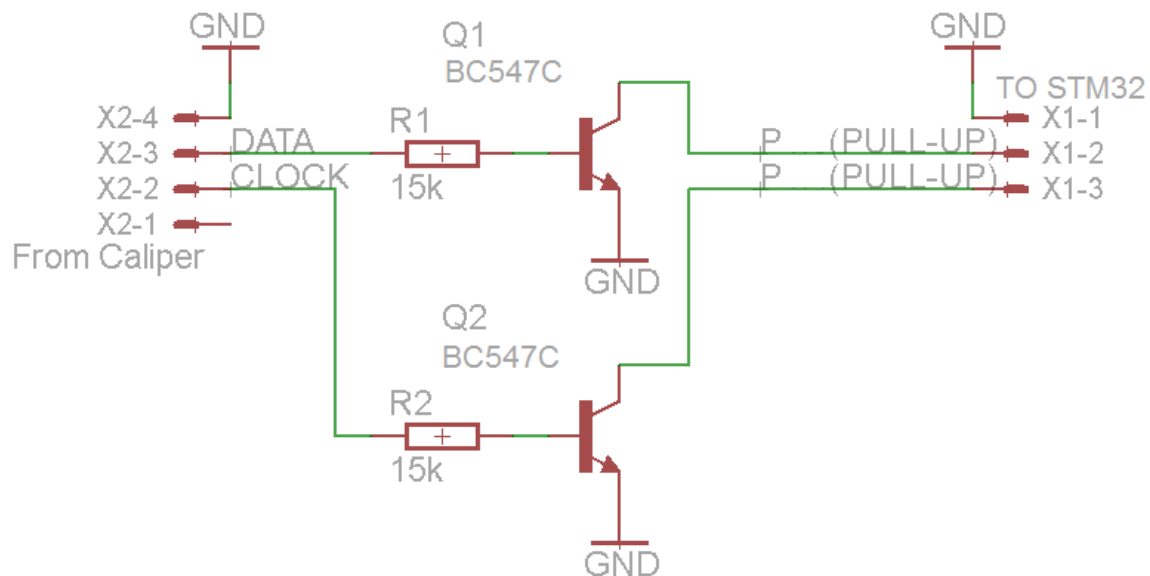 GND
Q1
BC547C
GND
TO STM32
X2-4
X2-3
X2-2
X2-1
From Caliper
DATA
CLOCK
R1
15k
P (PULL-UP)
P (PULL-UP)
X1-1
X1-2
X1-3
GND
Q2
BC547C
R2
15k
GND